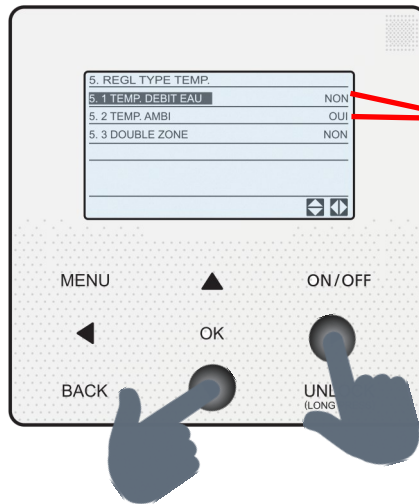 5. REGL TYPE TEMP.
5. 1 TEMP. DEBIT EAU NON
5. 2 TEMP. AMBI OUI
5. 3 DOUBLE ZONE NON
MENU ON/OFF
OK
BACK
(LONG